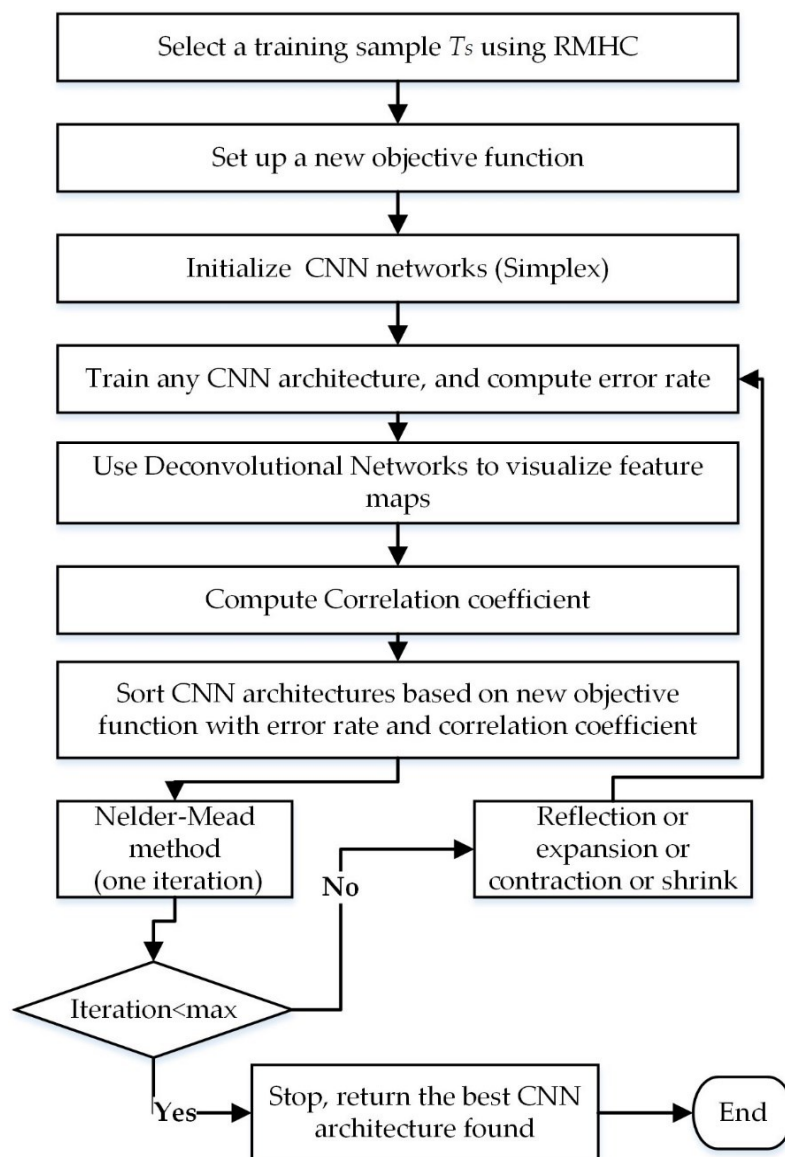 Select a training sample Ts using RMHC
Set up a new objective function
Initialize CNN networks (Simplex)
Train any CNN architecture, and compute error rate
Use Deconvolutional Networks to visualize feature
maps
Compute Correlation coefficient
Sort CNN architectures based on new objective
function with error rate and correlation coefficient
Nelder-Mead
method
(one iteration)
Reflection or
expansion or
contraction or shrink
No
Iteration<max
Yes
Stop, return the best CNN
architecture found
End